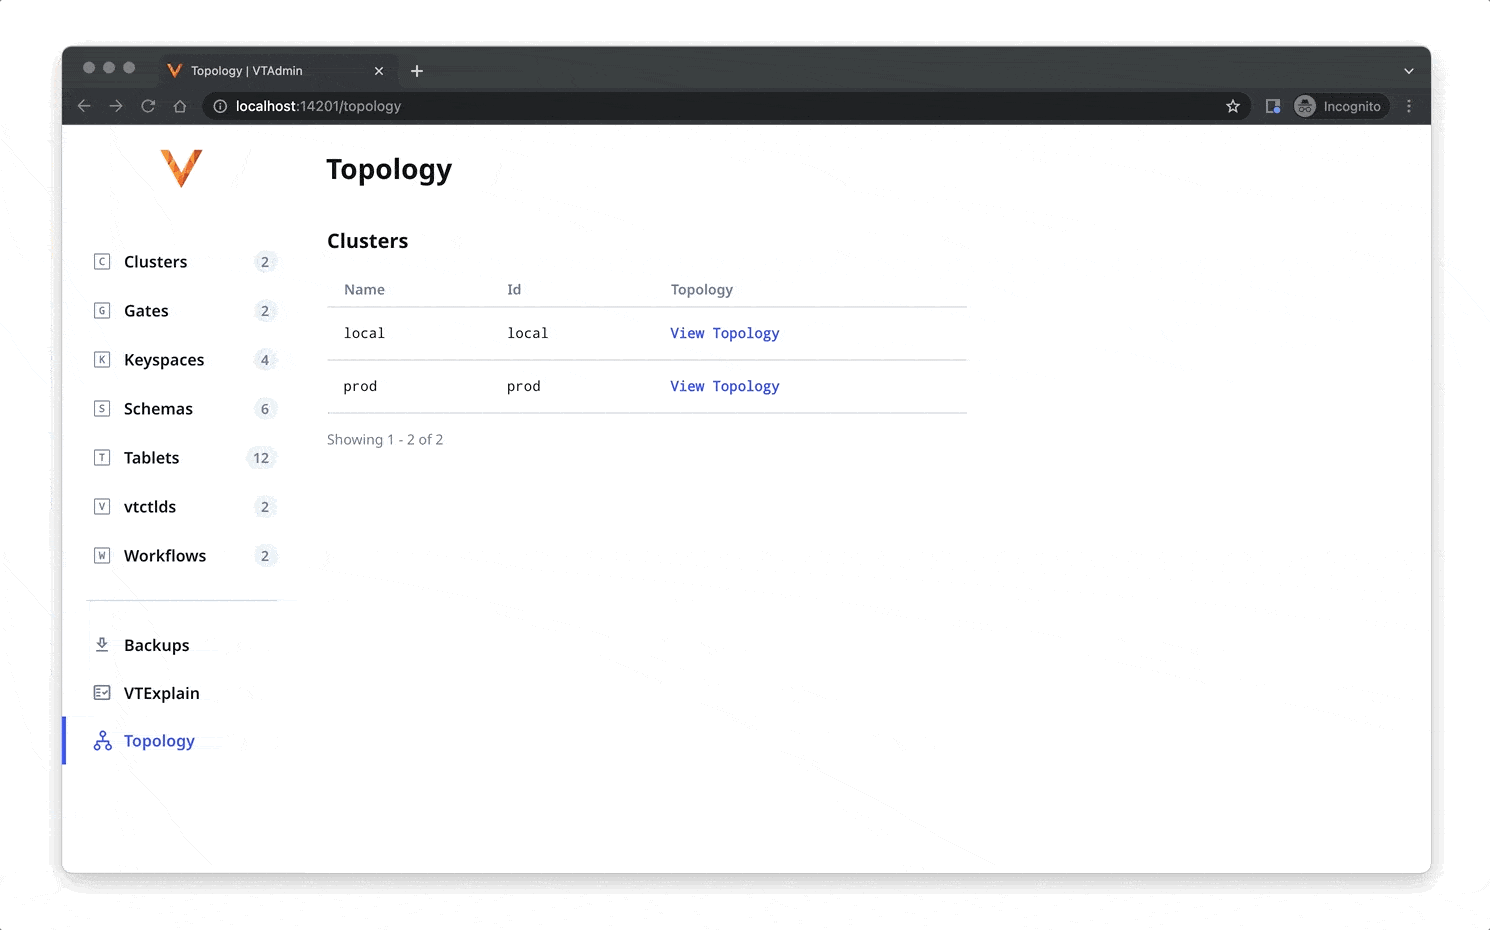 Topology | VTAdmin
localhost:14201/topology
Incognito
Topology
Clusters
Name Id Topology
local local View Topology
prod prod View Topology
Showing 1 - 2 of 2
C Clusters 2
G Gates 2
K Keyspaces 4
S Schemas 6
T Tablets 12
V vtctlds 2
W Workflows 2
Backups
VTExplain
Topology